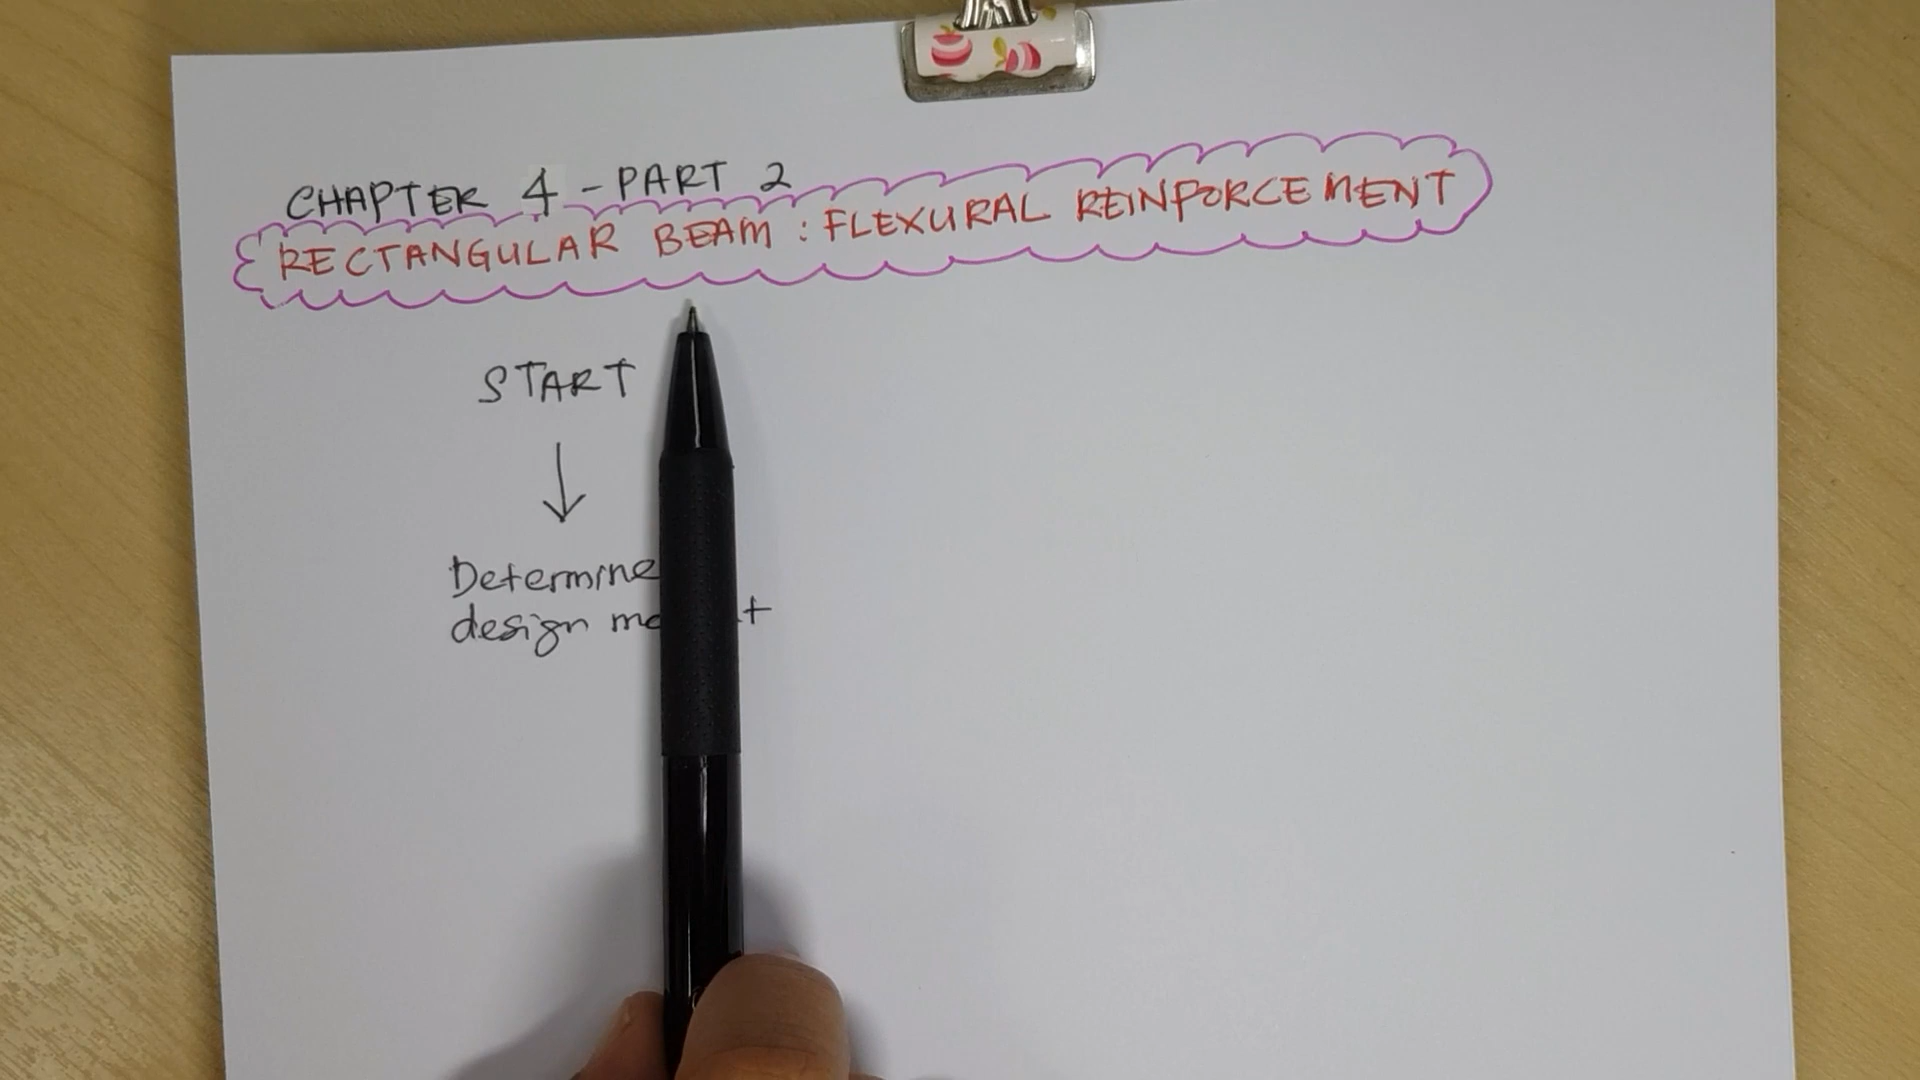 CHAPTER 4 - PART 2
RECTANGULAR BEAM : FLEXURAL REINFORCEMENT
START
Determine
design